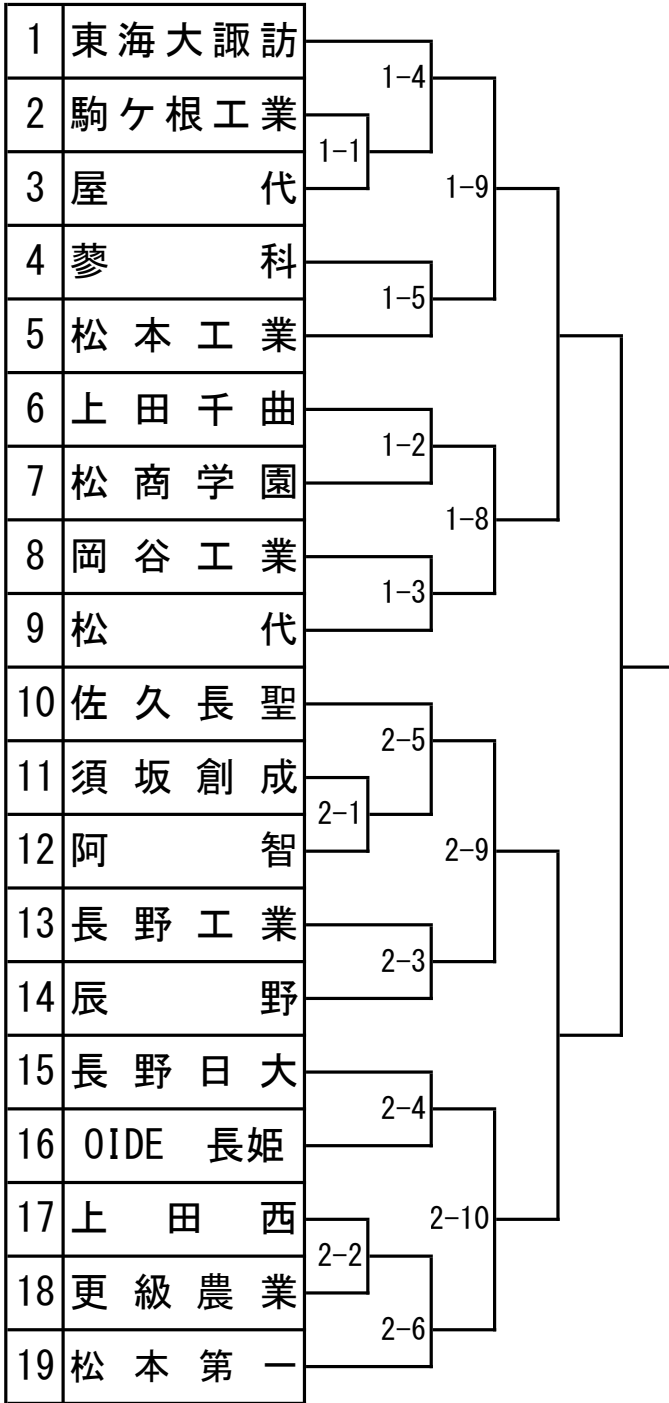 1 東海大諏訪
1-4
2 駒ケ根工業
1-1
3 屋代
1-9
4 蓼科
1-5
5 松本工業
6 上田千曲
1-2
7 松商学園
1-8
8 岡谷工業
1-3
9 松代
10 佐久長聖
2-5
11 須坂創成
2-1
12 阿智
2-9
13 長野工業
2-3
14 辰野
15 長野日大
2-4
16 OIDE 長姫
17 上田西
2-10
2-2
18 更級農業
2-6
19 松本第一